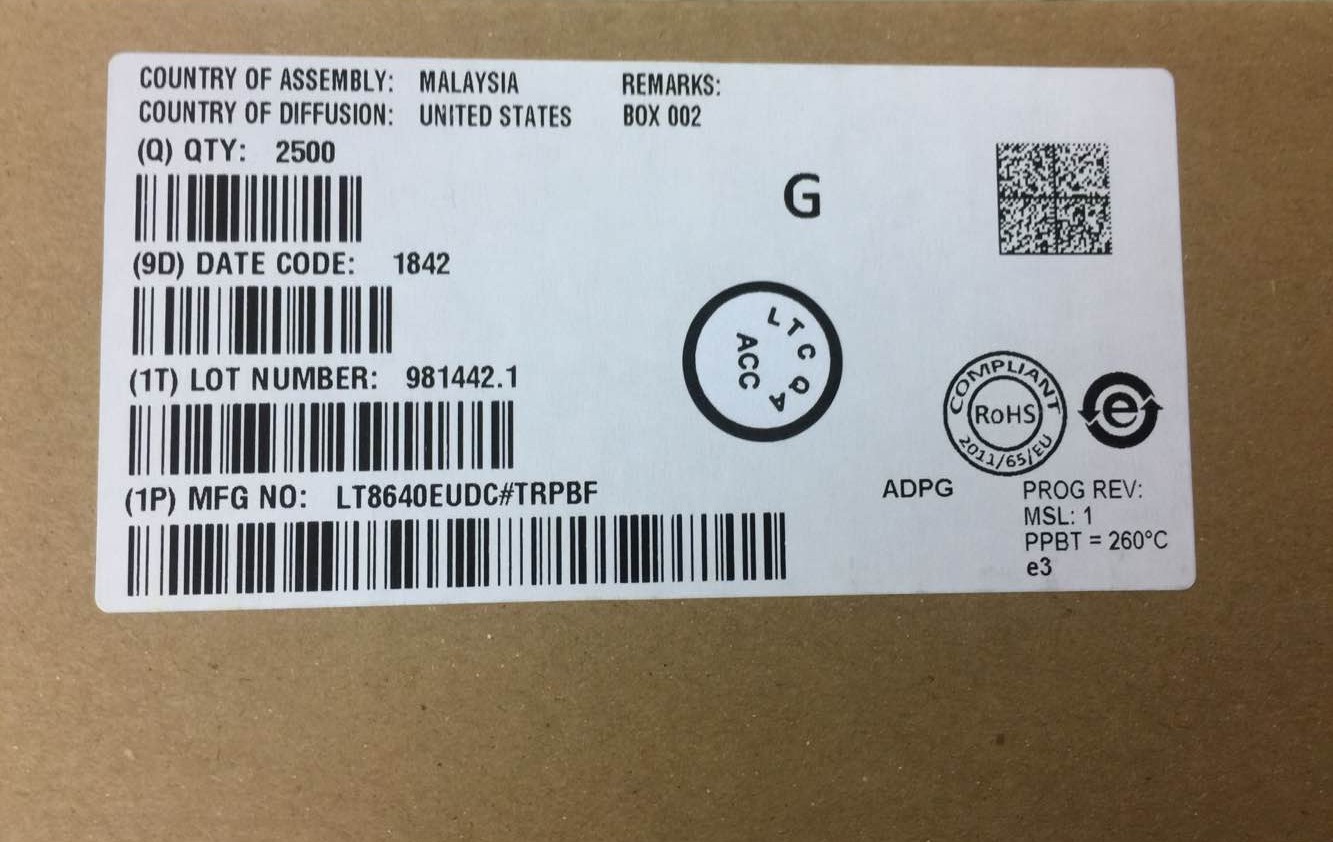 COUNTRY OF ASSEMBLY: MALAYSIA
COUNTRY OF DIFFUSION: UNITED STATES
REMARKS:
BOX 002
(Q) QTY: 2500
G
(9D) DATE CODE: 1842
LTC QA
ACC
(1T) LOT NUMBER: 981442.1
COMPLIANT
RoHS
2011/65/EU
e
(1P) MFG NO: LT8640EUDC#TRPBF
ADPG
PROG REV:
MSL: 1
PPBT = 260°C
e3